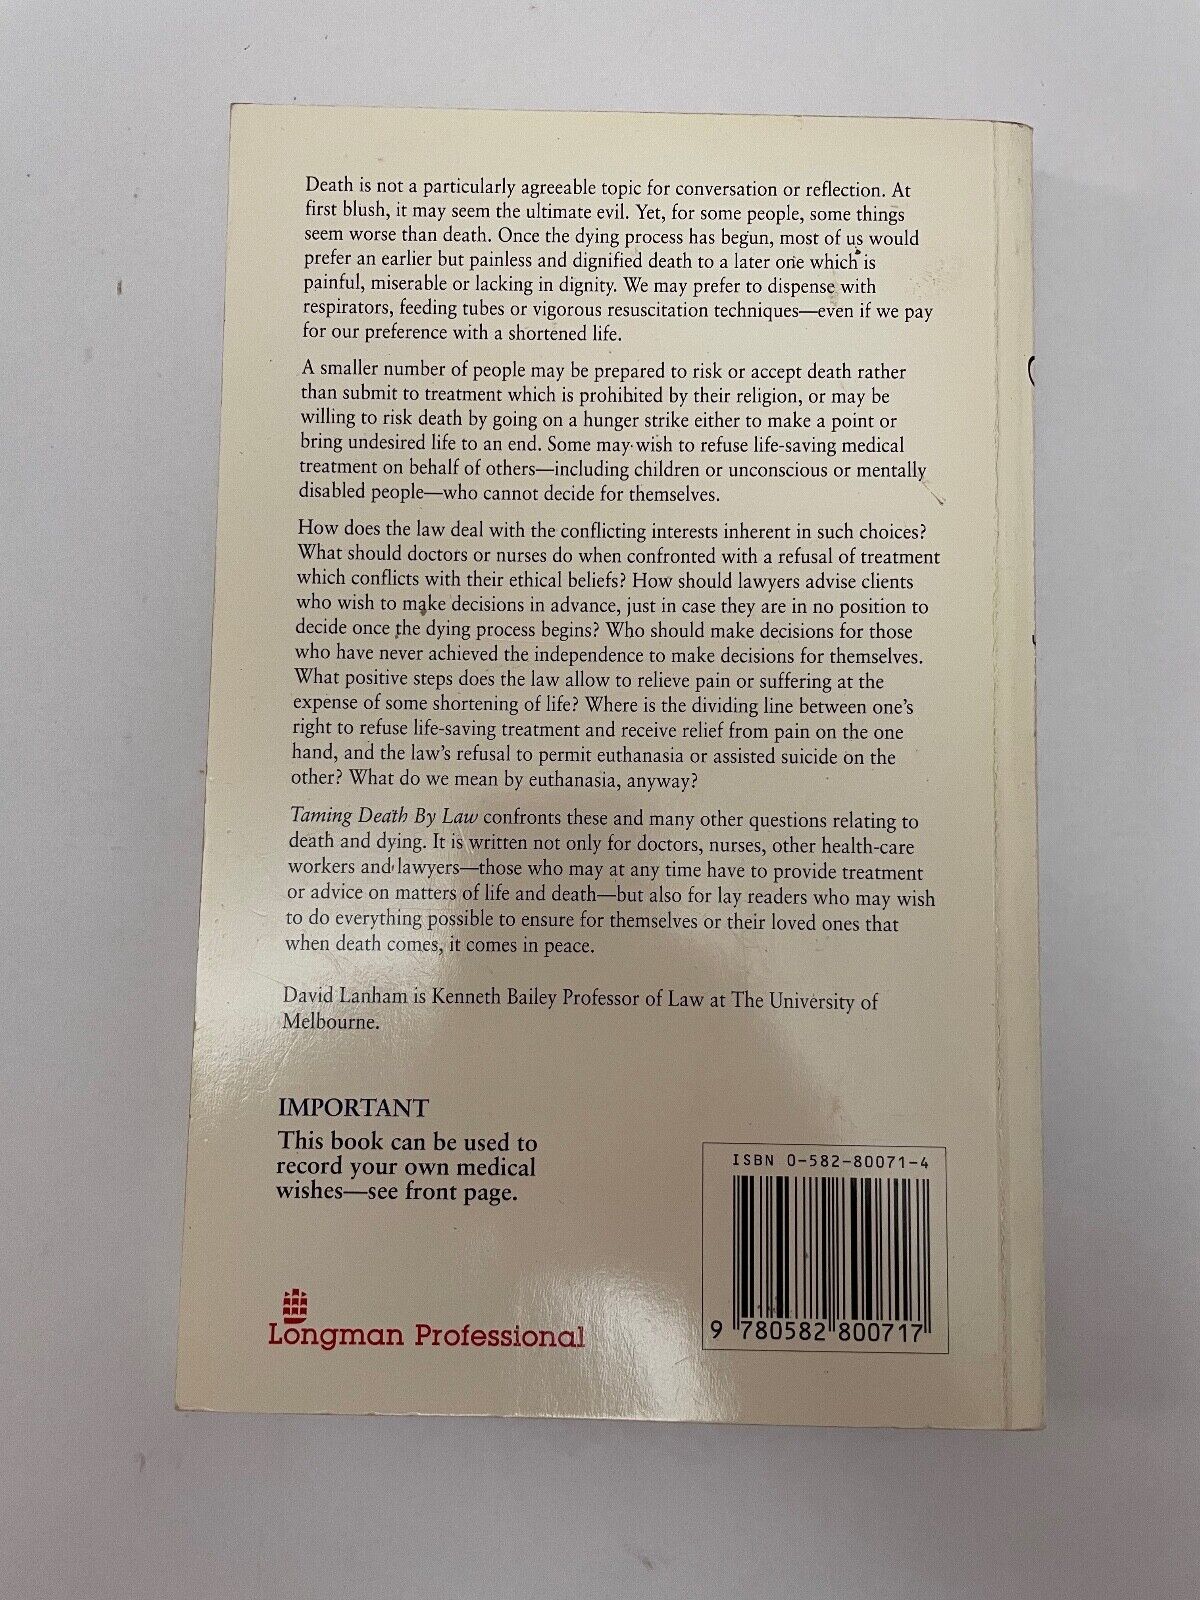 Death is not a particularly agreeable topic for conversation or reflection. At
first blush, it may seem the ultimate evil. Yet, for some people, some things
seem worse than death. Once the dying process has begun, most of us would
prefer an earlier but painless and dignified death to a later one which is
painful, miserable or lacking in dignity. We may prefer to dispense with
respirators, feeding tubes or vigorous resuscitation techniques—even if we pay
for our preference with a shortened life.
A smaller number of people may be prepared to risk or accept death rather
than submit to treatment which is prohibited by their religion, or may be
willing to risk death by going on a hunger strike either to make a point or
bring undesired life to an end. Some may wish to refuse life-saving medical
treatment on behalf of others—including children or unconscious or mentally
disabled people—who cannot decide for themselves.
How does the law deal with the conflicting interests inherent in such choices?
What should doctors or nurses do when confronted with a refusal of treatment
which conflicts with their ethical beliefs? How should lawyers advise clients
who wish to make decisions in advance, just in case they are in no position to
decide once the dying process begins? Who should make decisions for those
who have never achieved the independence to make decisions for themselves.
What positive steps does the law allow to relieve pain or suffering at the
expense of some shortening of life? Where is the dividing line between one's
right to refuse life-saving treatment and receive relief from pain on the one
hand, and the law's refusal to permit euthanasia or assisted suicide on the
other? What do we mean by euthanasia, anyway?
Taming Death By Law confronts these and many other questions relating to
death and dying. It is written not only for doctors, nurses, other health-care
workers and lawyers—those who may at any time have to provide treatment
or advice on matters of life and death—but also for lay readers who may wish
to do everything possible to ensure for themselves or their loved ones that
when death comes, it comes in peace.
David Lanham is Kenneth Bailey Professor of Law at The University of
Melbourne.
IMPORTANT
This book can be used to
record your own medical
wishes—see front page.
Longman Professional
ISBN 0-582-80071-4
9 780582 800717